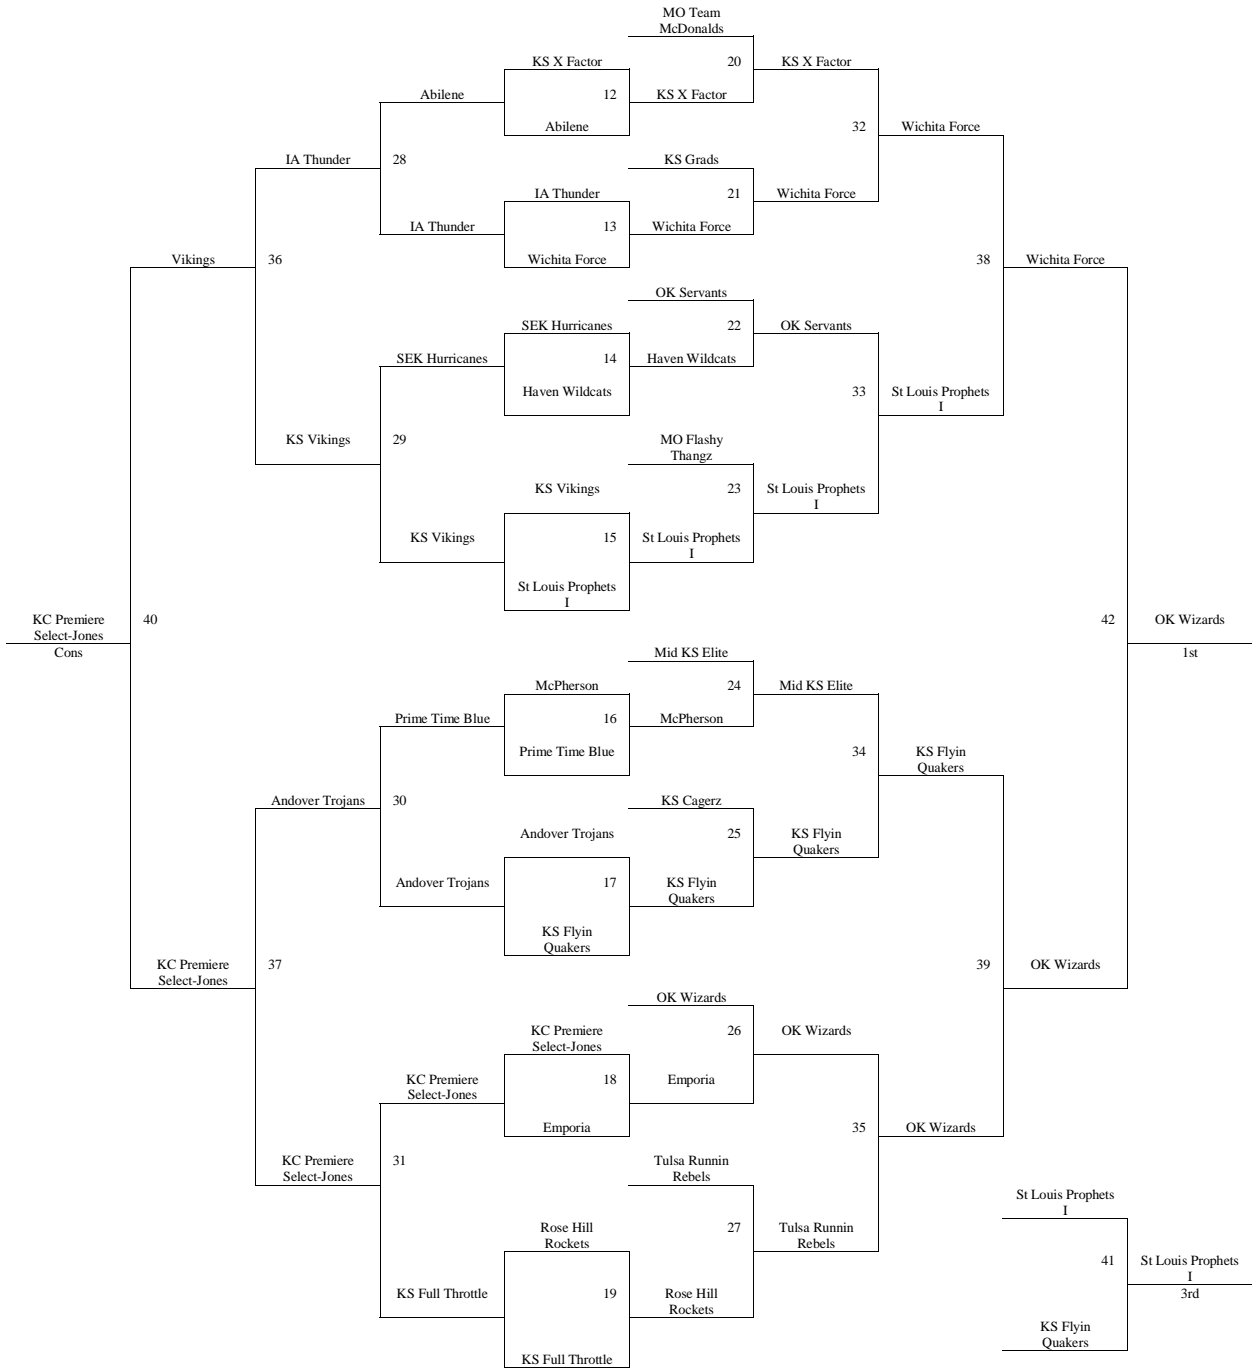 MO Team
McDonalds
KS X Factor
20
KS X Factor
Abilene
12
KS X Factor
Abilene
32
Wichita Force
IA Thunder
28
KS Grads
IA Thunder
21
Wichita Force
IA Thunder
13
Wichita Force
Vikings
36
Wichita Force
38
Wichita Force
OK Servants
SEK Hurricanes
22
OK Servants
SEK Hurricanes
14
Haven Wildcats
Haven Wildcats
33
St Louis Prophets
I
KS Vikings
29
MO Flashy
Thangz
KS Vikings
23
St Louis Prophets
I
KS Vikings
15
St Louis Prophets
I
St Louis Prophets
I
KC Premiere
Select-Jones
Cons
40
42
OK Wizards
1st
Mid KS Elite
McPherson
24
Mid KS Elite
Prime Time Blue
16
McPherson
Prime Time Blue
34
KS Flyin
Quakers
Andover Trojans
30
KS Cagerz
Andover Trojans
25
KS Flyin
Quakers
Andover Trojans
17
KS Flyin
Quakers
KS Flyin
Quakers
KC Premiere
Select-Jones
37
39
OK Wizards
OK Wizards
KC Premiere
Select-Jones
26
OK Wizards
KC Premiere
Select-Jones
18
Emporia
Emporia
35
OK Wizards
KC Premiere
Select-Jones
31
Tulsa Runnin
Rebels
St Louis Prophets
I
Rose Hill
Rockets
27
Tulsa Runnin
Rebels
41
St Louis Prophets
I
3rd
KS Full Throttle
19
Rose Hill
Rockets
KS Flyin
Quakers
KS Full Throttle